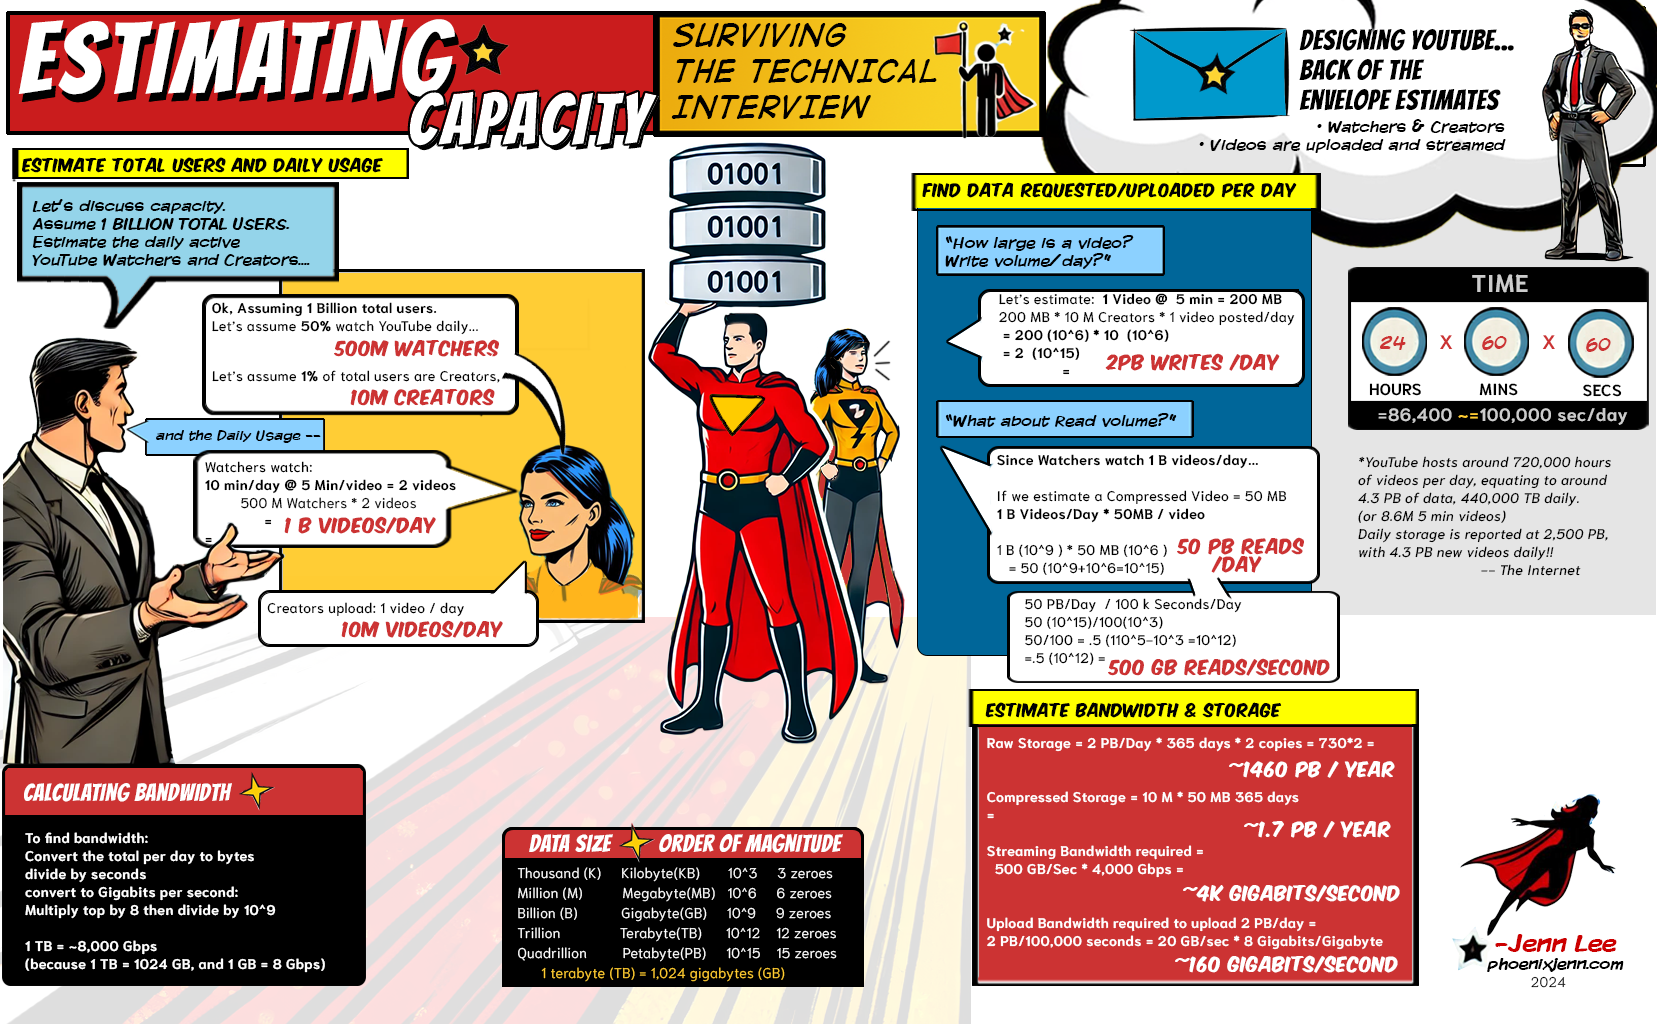 ESTIMATING
CAPACITY
SURVIVING
THE TECHNICAL
INTERVIEW
DESIGNING YOUTUBE...
BACK OF THE
ENVELOPE ESTIMATES
• Watchers & Creators
• Videos are uploaded and streamed
ESTIMATE TOTAL USERS AND DAILY USAGE
Let's discuss capacity.
Assume 1 BILLION TOTAL USERS.
Estimate the daily active
YouTube Watchers and Creators....
Ok, Assuming 1 Billion total users.
Let's assume 50% watch YouTube daily...
500M WATCHERS
Let's assume 1% of total users are Creators,
10M CREATORS
and the Daily Usage --
Watchers watch:
10 min/day @ 5 Min/video = 2 videos
500 M Watchers * 2 videos
= 1 B VIDEOS/DAY
=
Creators upload: 1 video / day
10M VIDEOS/DAY
01001
01001
01001
FIND DATA REQUESTED/UPLOADED PER DAY
"How large is a video?
Write volume/day?"
Let's estimate: 1 Video @ 5 min = 200 MB
200 MB * 10 M Creators * 1 video posted/day
= 200 (10^6) * 10 (10^6)
= 2 (10^15)
= 2PB WRITES /DAY
"What about Read volume?"
Since Watchers watch 1 B videos/day...
If we estimate a Compressed Video = 50 MB
1 B Videos/Day * 50MB / video
1 B (10^9 ) * 50 MB (10^6 )
= 50 (10^9+10^6=10^15)
50 PB READS
/DAY
50 PB/Day / 100 k Seconds/Day
50 (10^15)/100(10^3)
50/100 = .5 (110^5-10^3 =10^12)
=.5 (10^12) = 500 GB READS/SECOND
TIME
24 X 60 X 60
HOURS MINS SECS
=86,400 ~=100,000 sec/day
*YouTube hosts around 720,000 hours
of videos per day, equating to around
4.3 PB of data, 440,000 TB daily.
(or 8.6M 5 min videos)
Daily storage is reported at 2,500 PB,
with 4.3 PB new videos daily!!
-- The Internet
ESTIMATE BANDWIDTH & STORAGE
Raw Storage = 2 PB/Day * 365 days * 2 copies = 730*2 =
~1460 PB / YEAR
Compressed Storage = 10 M * 50 MB 365 days
=
~1.7 PB / YEAR
Streaming Bandwidth required =
500 GB/Sec * 4,000 Gbps =
~4K GIGABITS/SECOND
Upload Bandwidth required to upload 2 PB/day =
2 PB/100,000 seconds = 20 GB/sec * 8 Gigabits/Gigabyte
~160 GIGABITS/SECOND
CALCULATING BANDWIDTH
To find bandwidth:
Convert the total per day to bytes
divide by seconds
convert to Gigabits per second:
Multiply top by 8 then divide by 10^9
1 TB = ~8,000 Gbps
(because 1 TB = 1024 GB, and 1 GB = 8 Gbps)
DATA SIZE ORDER OF MAGNITUDE
Thousand (K) Kilobyte(KB) 10^3 3 zeroes
Million (M) Megabyte(MB) 10^6 6 zeroes
Billion (B) Gigabyte(GB) 10^9 9 zeroes
Trillion Terabyte(TB) 10^12 12 zeroes
Quadrillion Petabyte(PB) 10^15 15 zeroes
1 terabyte (TB) = 1,024 gigabytes (GB)
-Jenn Lee
phoenixjenn.com
2024